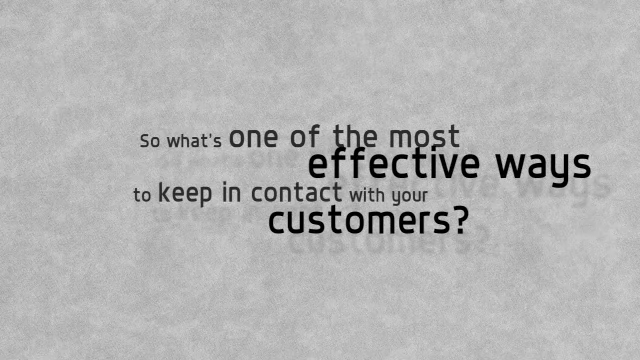 So what's one of the most
effective ways
to keep in contact with your
customers?